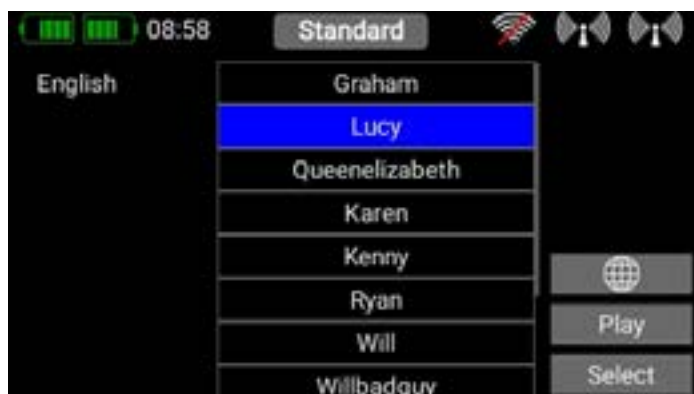 08:58 Standard
English
Graham
Lucy
Queenelizabeth
Karen
Kenny
Ryan
Will
Willbadguy
Play
Select